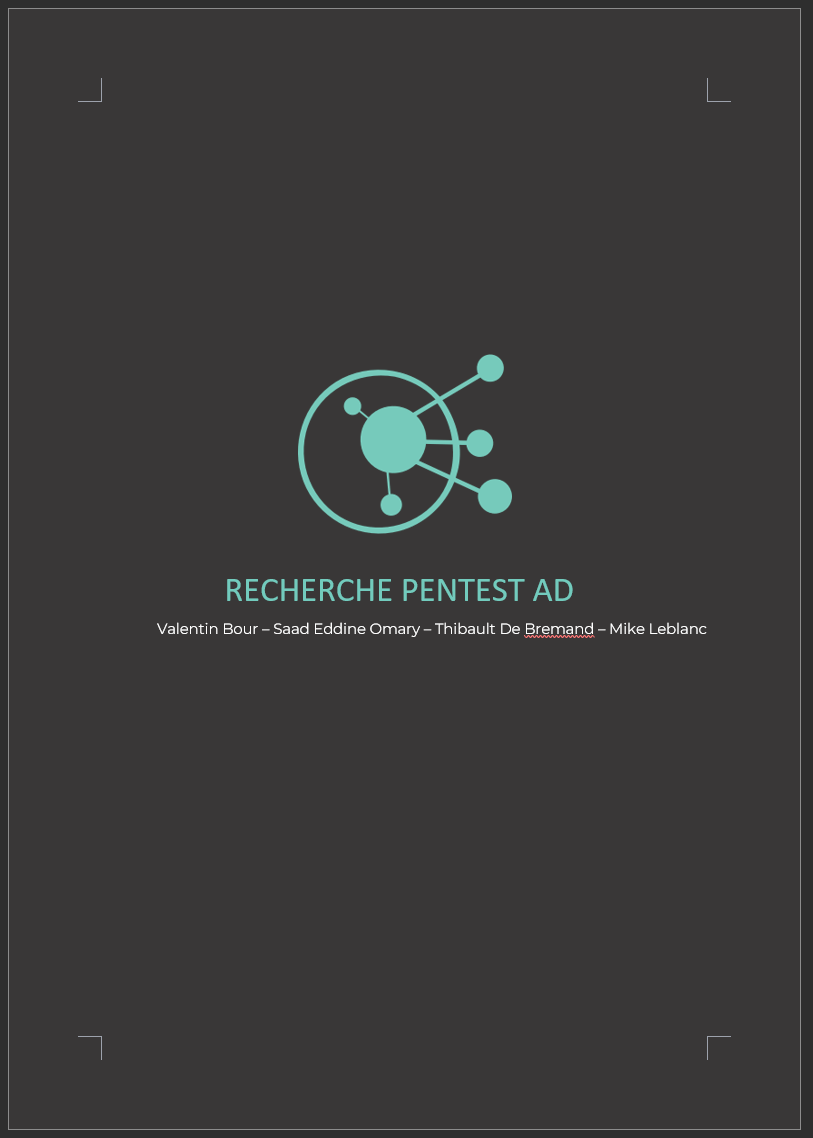 RECHERCHE PENTEST AD
Valentin Bour – Saad Eddine Omary – Thibault De Bremand – Mike Leblanc